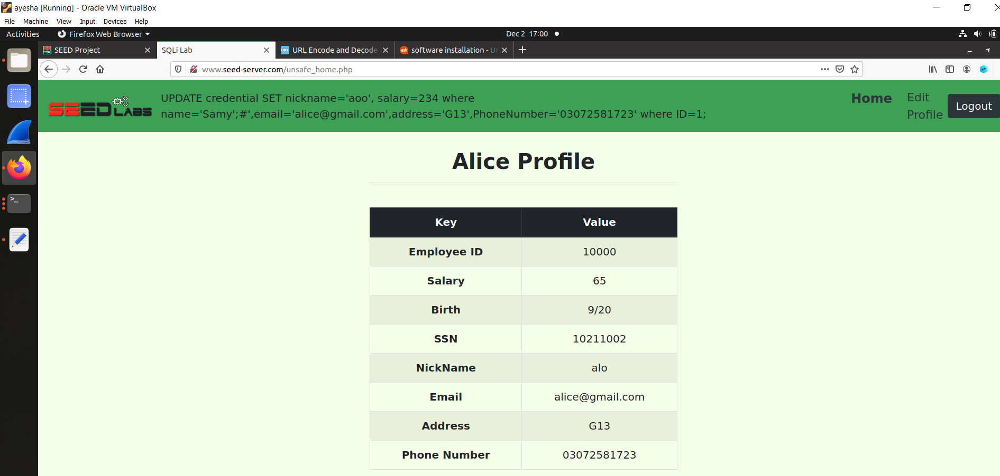 ayesha [Running] - Oracle VM VirtualBox
File Machine View Input Devices Help
Activities Firefox Web Browser Dec 2 17:00
SEED Project SQLi Lab URL Encode and Decode software installation - U
www.seed-server.com/unsafe_home.php
SEED LABS
UPDATE credential SET nickname='aoo', salary=234 where
name='Samy';#',email='alice@gmail.com',address='G13',PhoneNumber='03072581723' where ID=1;
Home
Edit
Profile
Logout
Alice Profile
Key Value
Employee ID 10000
Salary 65
Birth 9/20
SSN 10211002
NickName alo
Email alice@gmail.com
Address G13
Phone Number 03072581723